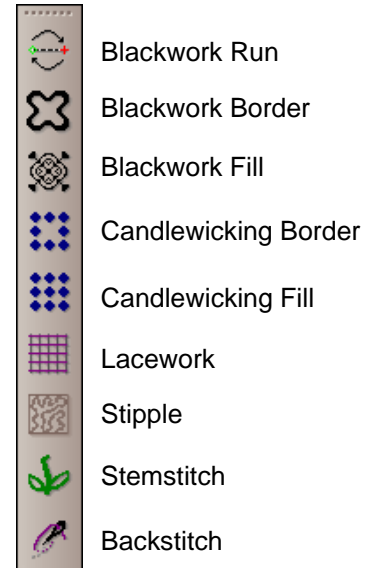 Blackwork Run
Blackwork Border
Blackwork Fill
Candlewicking Border
Candlewicking Fill
Lacework
Stipple
Stemstitch
Backstitch